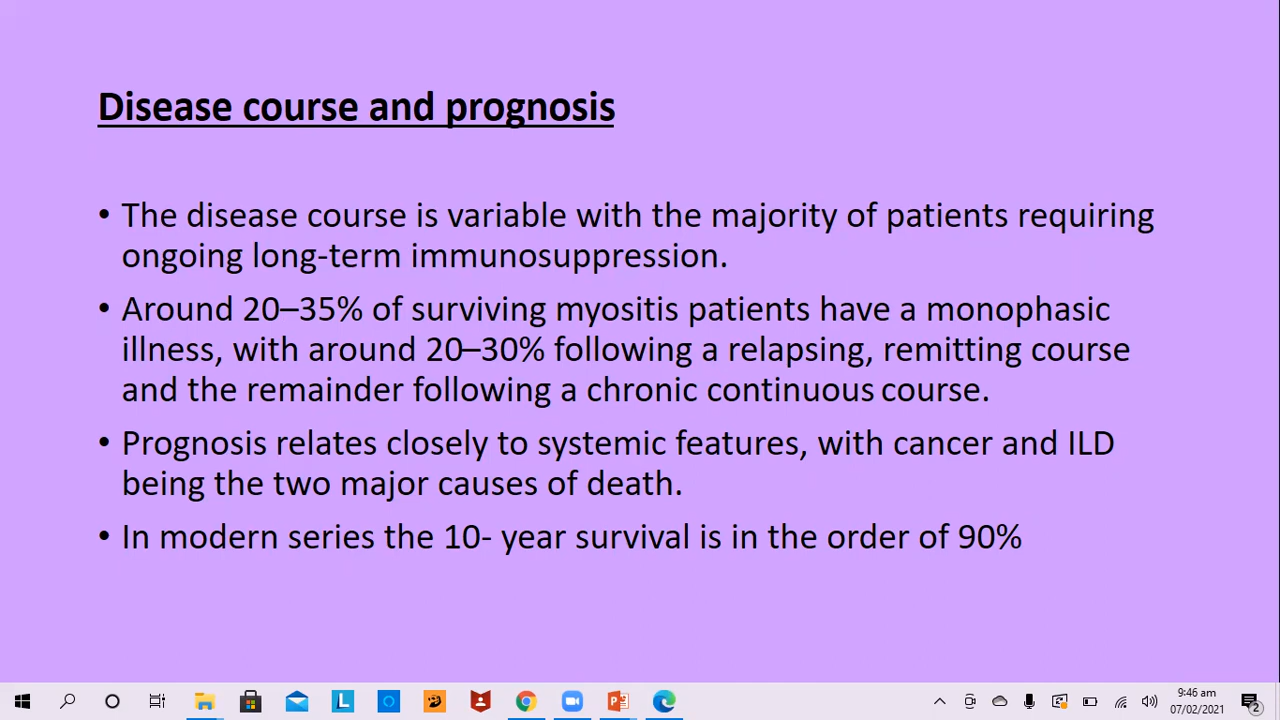 Disease course and prognosis
• The disease course is variable with the majority of patients requiring
ongoing long-term immunosuppression.
• Around 20–35% of surviving myositis patients have a monophasic
illness, with around 20–30% following a relapsing, remitting course
and the remainder following a chronic continuous course.
• Prognosis relates closely to systemic features, with cancer and ILD
being the two major causes of death.
• In modern series the 10- year survival is in the order of 90%
L
P
9:46 am
07/02/2021
2